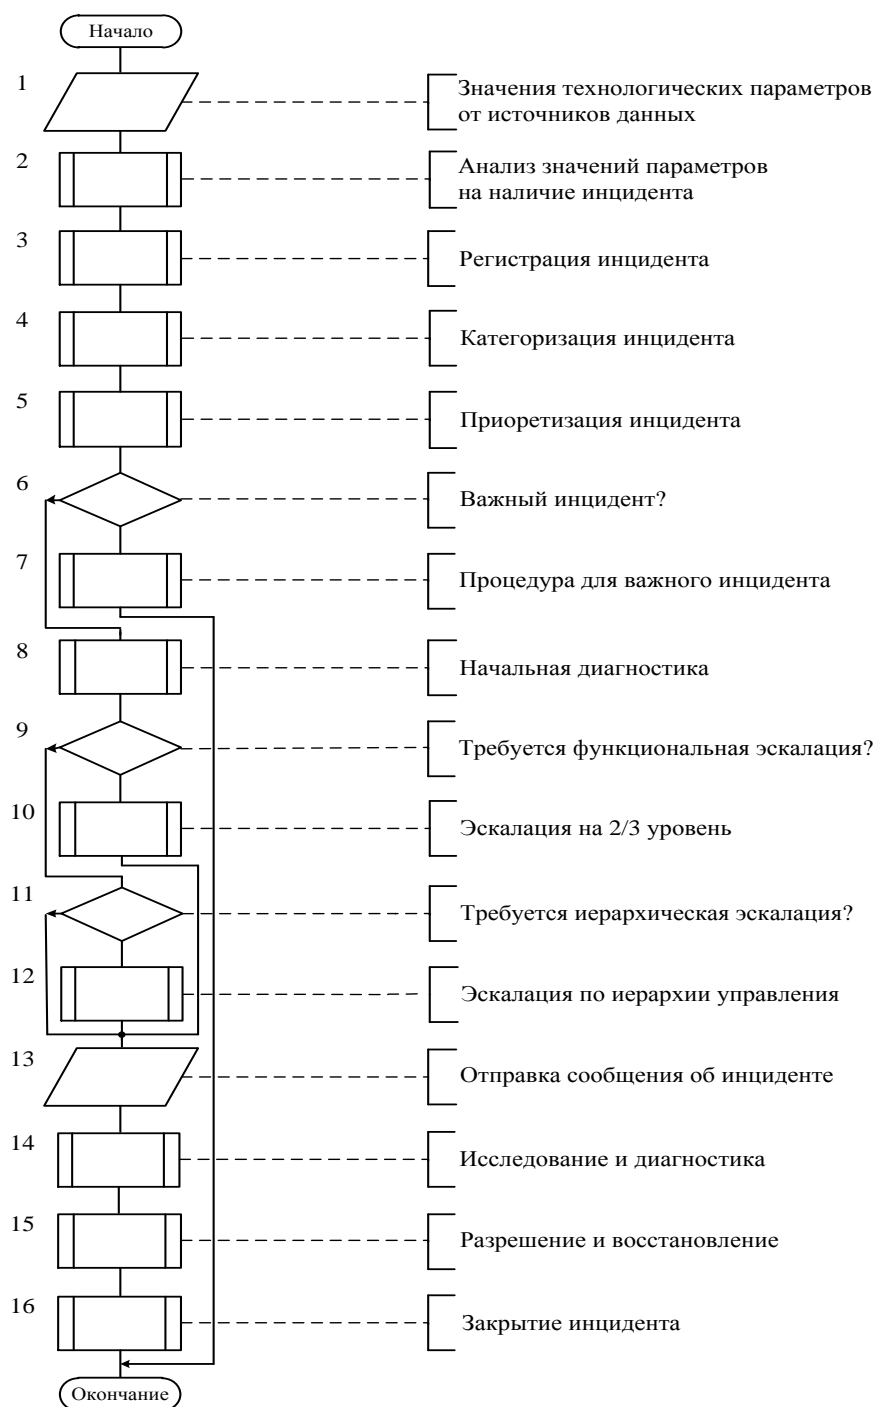 Начало
1
Значения технологических параметров
от источников данных
2
Анализ значений параметров
на наличие инцидента
3
Регистрация инцидента
4
Категоризация инцидента
5
Приоретизация инцидента
6
Важный инцидент?
7
Процедура для важного инцидента
8
Начальная диагностика
9
Требуется функциональная эскалация?
10
Эскалация на 2/3 уровень
11
Требуется иерархическая эскалация?
12
Эскалация по иерархии управления
13
Отправка сообщения об инциденте
14
Исследование и диагностика
15
Разрешение и восстановление
16
Закрытие инцидента
Окончание